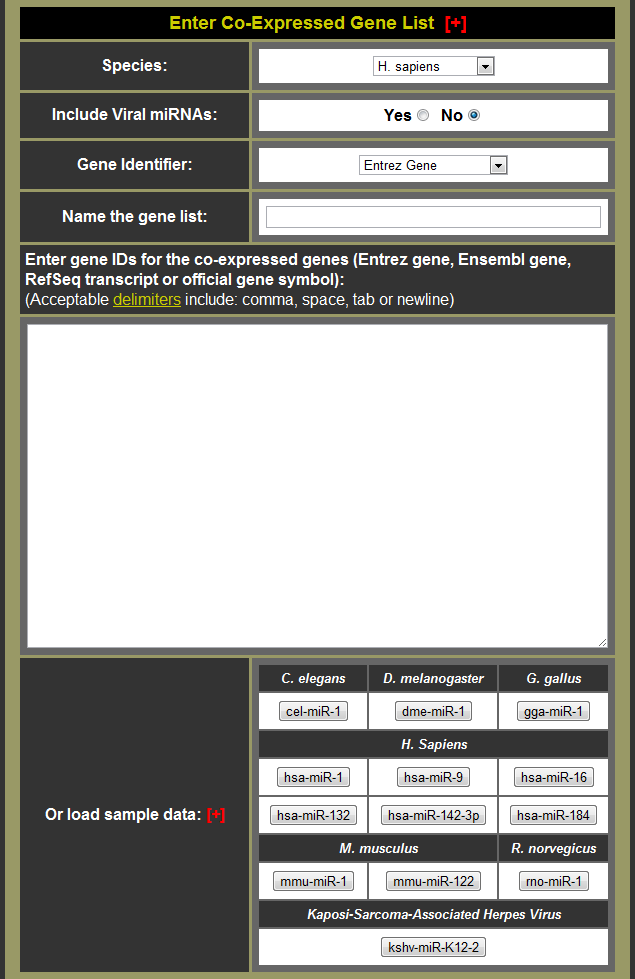 Enter Co-Expressed Gene List [+]
Species: H. sapiens
Include Viral miRNAs: Yes No
Gene Identifier: Entrez Gene
Name the gene list:
Enter gene IDs for the co-expressed genes (Entrez gene, Ensembl gene,
RefSeq transcript or official gene symbol):
(Acceptable delimiters include: comma, space, tab or newline)
Or load sample data: [+]
C. elegans D. melanogaster G. gallus
cel-miR-1 dme-miR-1 gga-miR-1
H. Sapiens
hsa-miR-1 hsa-miR-9 hsa-miR-16
hsa-miR-132 hsa-miR-142-3p hsa-miR-184
M. musculus R. norvegicus
mmu-miR-1 mmu-miR-122 rno-miR-1
Kaposi-Sarcoma-Associated Herpes Virus
kshv-miR-K12-2